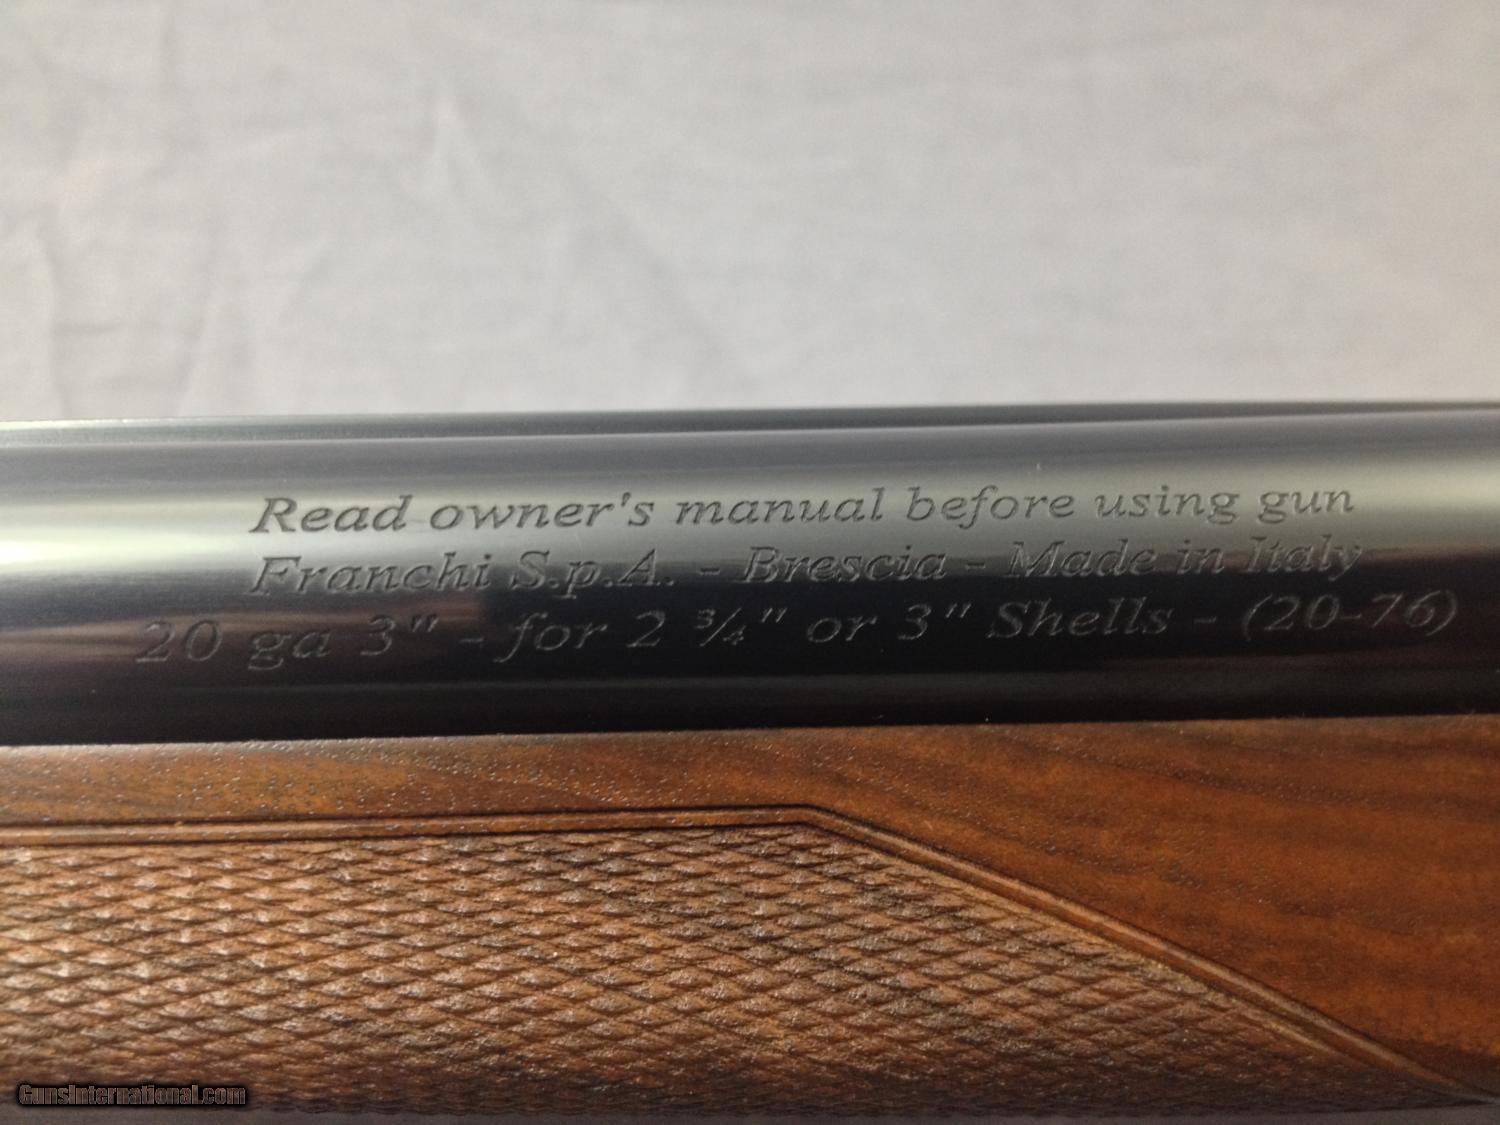 Read owner's manual before using gun
Franchi S.p.A. - Brescia - Made in Italy
20 ga 3" - for 2 ¾" or 3" Shells - (20-76)
GunsInternational.com